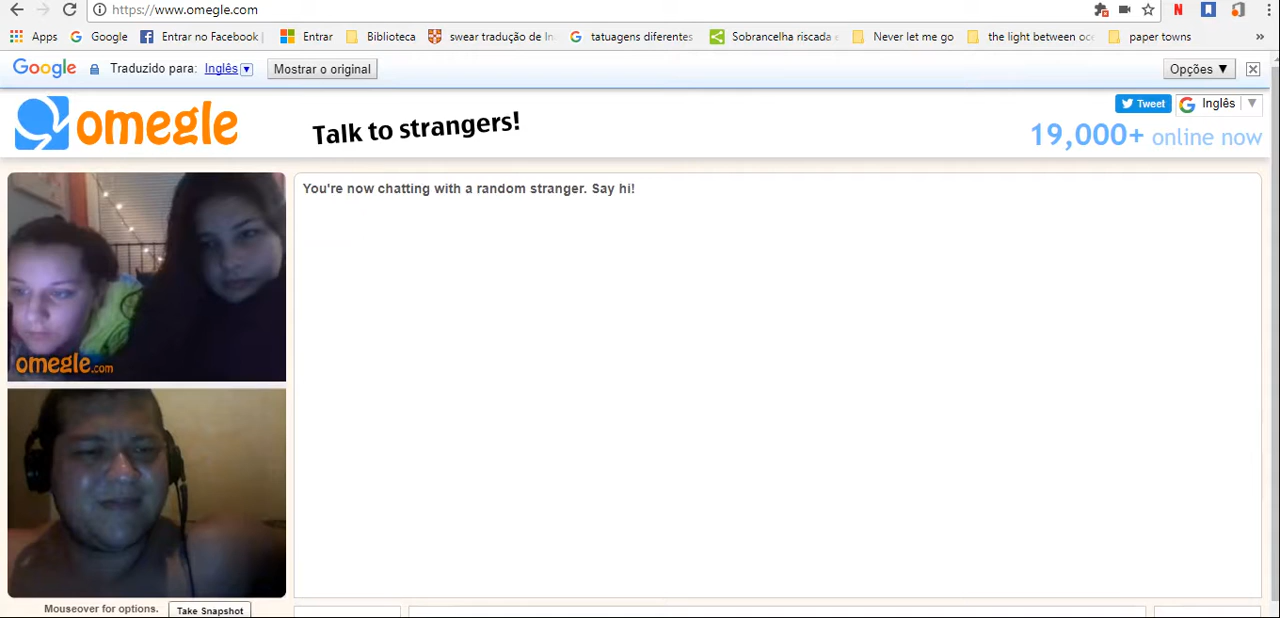 https://www.omegle.com
Apps Google Entrar no Facebook Entrar Biblioteca swear tradução de In tatuagens diferentes Sobrancelha riscada Never let me go the light between oce paper towns »
Google Traduzido para: Inglês Mostrar o original Opções ▼
Tweet Inglês
omegle Talk to strangers! 19,000+ online now
You're now chatting with a random stranger. Say hi!
omegle.com
Mouseover for options. Take Snapshot